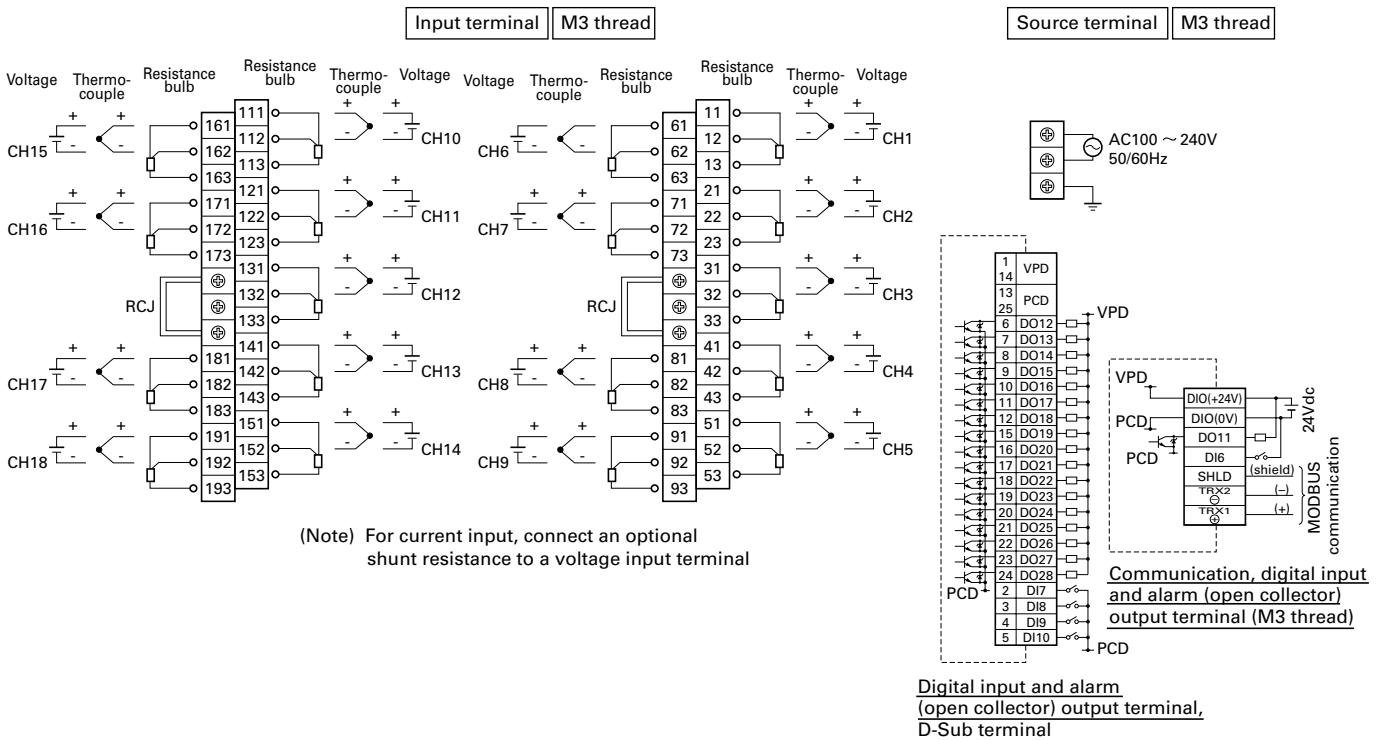 Input terminal M3 thread
Source terminal M3 thread
Voltage Thermo-couple Resistance bulb Resistance bulb Thermo-couple Voltage
Voltage Thermo-couple Resistance bulb Resistance bulb Thermo-couple Voltage
CH15 + - + - 161 162 163
111 112 113 + - + - CH10
CH16 + - + - 171 172 173
121 122 123 + - + - CH11
RCJ
131 132 133 + - + - CH12
CH17 + - + - 181 182 183
141 142 143 + - + - CH13
CH18 + - + - 191 192 193
151 152 153 + - + - CH14
CH6 + - + - 61 62 63
11 12 13 + - + - CH1
CH7 + - + - 71 72 73
21 22 23 + - + - CH2
RCJ
31 32 33 + - + - CH3
CH8 + - + - 81 82 83
41 42 43 + - + - CH4
CH9 + - + - 91 92 93
51 52 53 + - + - CH5
(Note) For current input, connect an optional
shunt resistance to a voltage input terminal
AC100 ~ 240V
50/60Hz
1
14 VPD
13
25 PCD
VPD
6 DO12
7 DO13
8 DO14
9 DO15
10 DO16
11 DO17
12 DO18
15 DO19
16 DO20
17 DO21
18 DO22
19 DO23
20 DO24
21 DO25
22 DO26
23 DO27
24 DO28
PCD
2 DI7
3 DI8
4 DI9
5 DI10
PCD
Digital input and alarm
(open collector) output terminal,
D-Sub terminal
VPD
DIO(+24V)
PCD
DIO(0V)
24Vdc
DO11
PCD
DI6
SHLD (shield)
TRX2 (−)
TRX1 (+)
MODBUS
communication
Communication, digital input
and alarm (open collector)
output terminal (M3 thread)